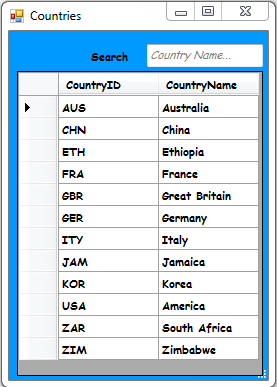 Countries
Search Country Name...
CountryID CountryName
AUS Australia
CHN China
ETH Ethiopia
FRA France
GBR Great Britain
GER Germany
ITY Italy
JAM Jamaica
KOR Korea
USA America
ZAR South Africa
ZIM Zimbabwe